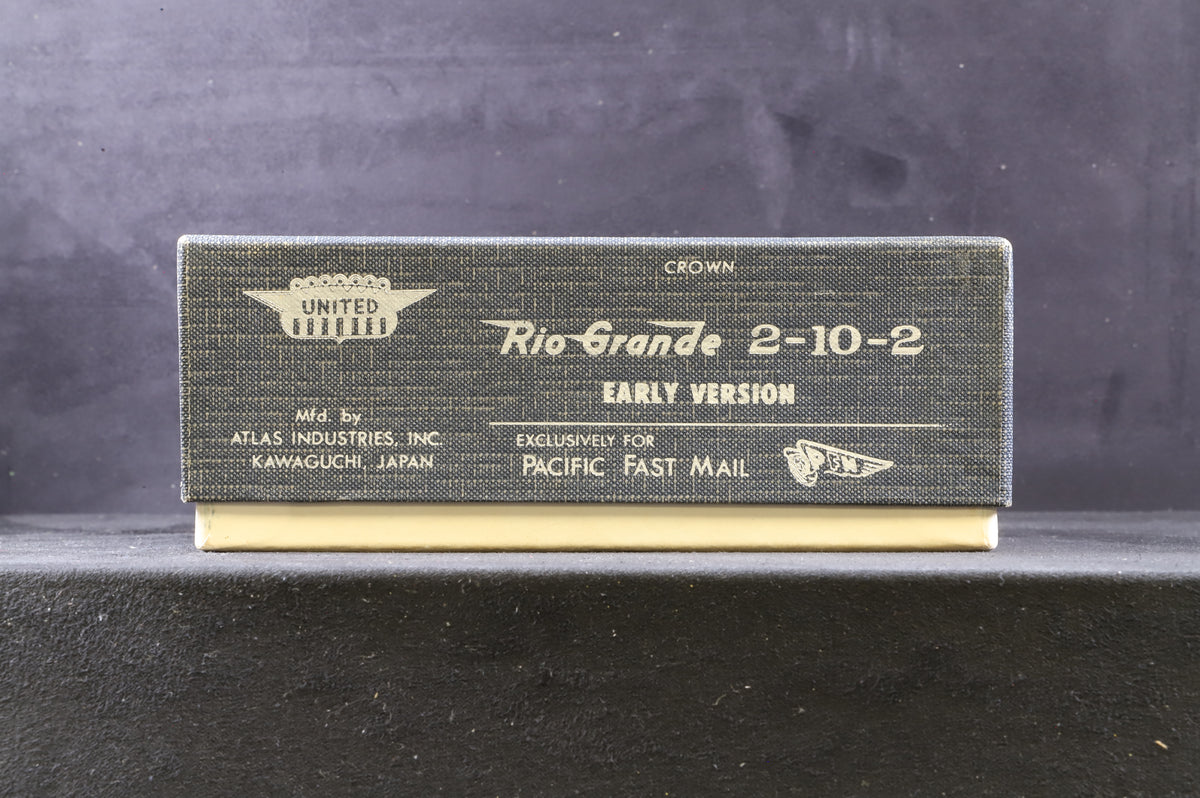 CROWN
UNITED
Rio Grande 2-10-2
EARLY VERSION
Mfd. by
ATLAS INDUSTRIES, INC.
KAWAGUCHI, JAPAN
EXCLUSIVELY FOR
PACIFIC FAST MAIL
PFM